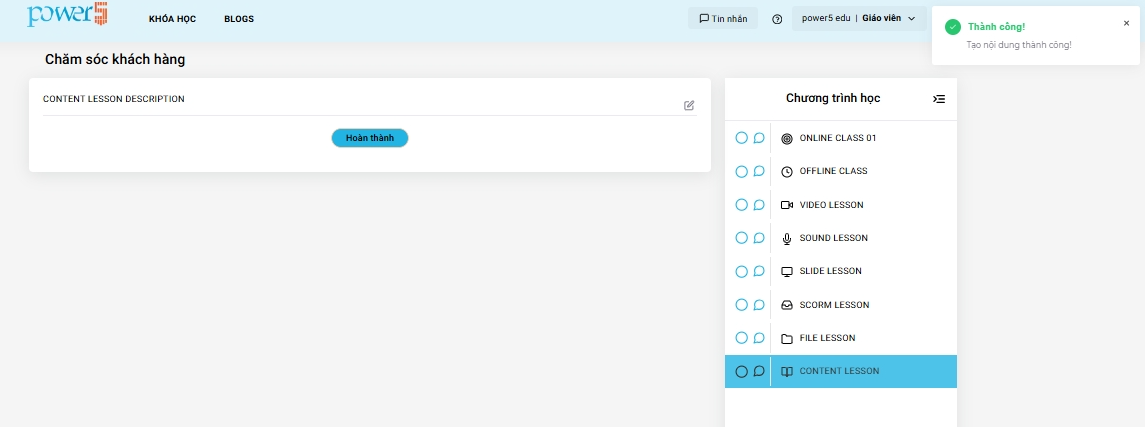 power5
KHÓA HỌC
BLOGS
Tin nhắn
power5 edu | Giáo viên
Thành công!
Tạo nội dung thành công!
Chăm sóc khách hàng
CONTENT LESSON DESCRIPTION
Hoàn thành
Chương trình học
ONLINE CLASS 01
OFFLINE CLASS
VIDEO LESSON
SOUND LESSON
SLIDE LESSON
SCORM LESSON
FILE LESSON
CONTENT LESSON